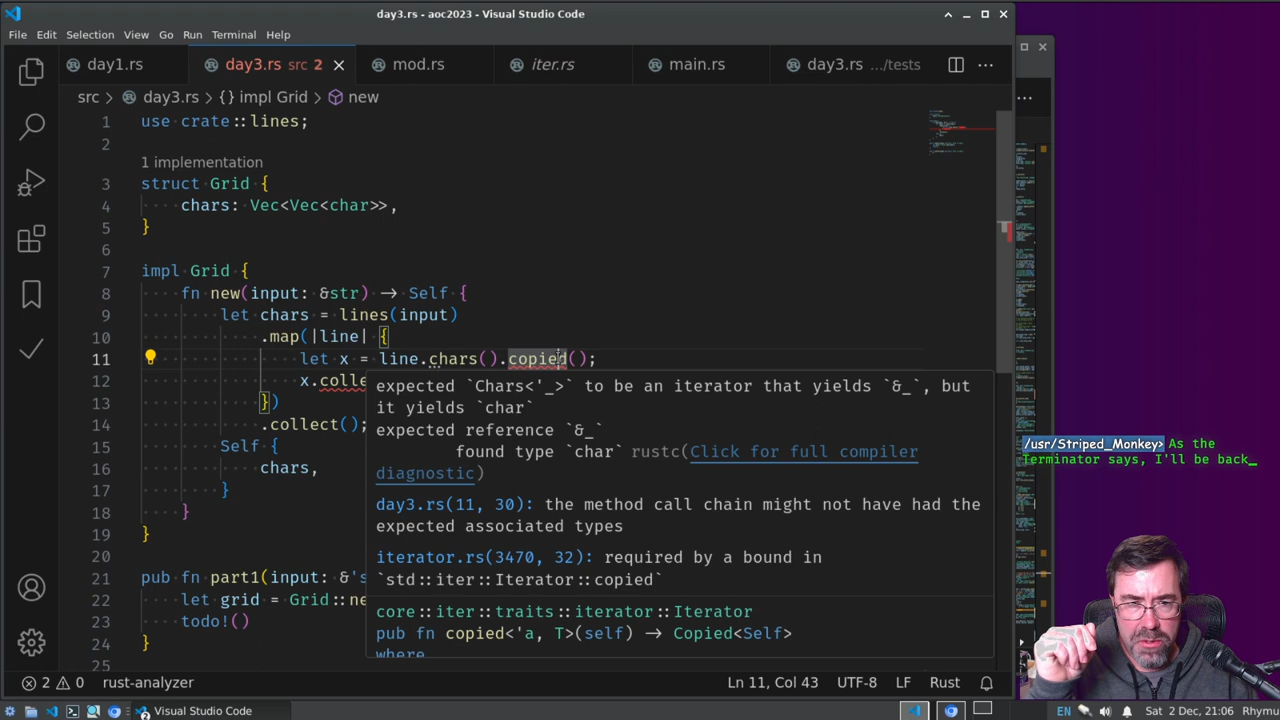 day3.rs - aoc2023 - Visual Studio Code
File Edit Selection View Go Run Terminal Help
day1.rs day3.rs src 2 mod.rs iter.rs main.rs day3.rs .../tests
src > day3.rs > {} impl Grid > new
1 use crate::lines;
2
1 implementation
3 struct Grid {
4 chars: Vec<Vec<char>>,
5 }
6
7 impl Grid {
8 fn new(input: &str) → Self {
9 let chars = lines(input)
10 .map(|line| {
11 let x = line.chars().copied();
12 x.colle
13 })
14 .collect();
15 Self {
16 chars,
17 }
18 }
19 }
20
21 pub fn part1(input: &'s
22 let grid = Grid::ne
23 todo!()
24 }
25
expected `Chars<'_>` to be an iterator that yields `&_`, but
it yields `char`
expected reference `&_`
found type `char` rustc(Click for full compiler
diagnostic)
day3.rs(11, 30): the method call chain might not have had the
expected associated types
iterator.rs(3470, 32): required by a bound in
`std::iter::Iterator::copied`
core::iter::traits::iterator::Iterator
pub fn copied<'a, T>(self) → Copied<Self>
where
/usr/Striped_Monkey> As the
Terminator says, I'll be back_
2 0 rust-analyzer Ln 11, Col 43 UTF-8 LF Rust
2 Visual Studio Code EN Sat 2 Dec, 21:06 Rhymu